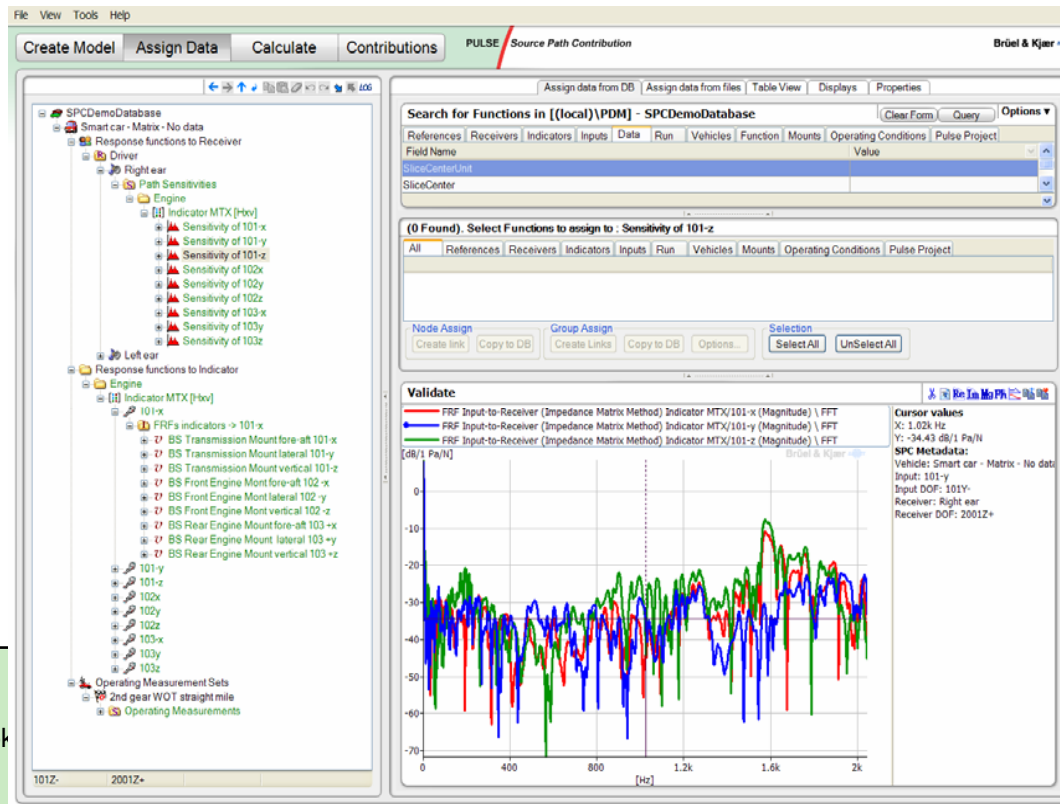 File View Tools Help
Create Model Assign Data Calculate Contributions
PULSE Source Path Contribution
Brüel & Kjær
LOG
SPCDemoDatabase
Smart car - Matrix - No data
Response functions to Receiver
Driver
Right ear
Path Sensitivities
Engine
Indicator MTX [Hxv]
Sensitivity of 101-x
Sensitivity of 101-y
Sensitivity of 101-z
Sensitivity of 102x
Sensitivity of 102y
Sensitivity of 102z
Sensitivity of 103-x
Sensitivity of 103y
Sensitivity of 103z
Left ear
Response functions to Indicator
Engine
Indicator MTX [Hxv]
101-x
FRFs indicators -> 101-x
BS Transmission Mount fore-aft 101-x
BS Transmission Mount lateral 101-y
BS Transmission Mount vertical 101-z
BS Front Engine Mont fore-aft 102 -x
BS Front Engine Mont lateral 102 -y
BS Front Engine Mont vertical 102 -z
BS Rear Engine Mount fore-aft 103 +x
BS Rear Engine Mount lateral 103 +y
BS Rear Engine Mount vertical 103 +z
101-y
101-z
102x
102y
102z
103-x
103y
103z
Operating Measurement Sets
2nd gear WOT straight mile
Operating Measurements
101Z- 2001Z+
Assign data from DB Assign data from files Table View Displays Properties
Search for Functions in [(local)\PDM] - SPCDemoDatabase
Clear Form Query Options
References Receivers Indicators Inputs Data Run Vehicles Function Mounts Operating Conditions Pulse Project
Field Name Value
SliceCenterUnit
SliceCenter
(0 Found). Select Functions to assign to : Sensitivity of 101-z
All References Receivers Indicators Inputs Run Vehicles Mounts Operating Conditions Pulse Project
Node Assign Group Assign Selection
Create link Copy to DB Create Links Copy to DB Options... Select All UnSelect All
Validate
Re Im Ma Ph
FRF Input-to-Receiver (Impedance Matrix Method) Indicator MTX/101-x (Magnitude) \ FFT
FRF Input-to-Receiver (Impedance Matrix Method) Indicator MTX/101-y (Magnitude) \ FFT
FRF Input-to-Receiver (Impedance Matrix Method) Indicator MTX/101-z (Magnitude) \ FFT
[dB/1 Pa/N]
Brüel & Kjær
0
-10
-20
-30
-40
-50
-60
-70
0 400 800 1.2k 1.6k 2k
[Hz]
Cursor values
X: 1.02k Hz
Y: -34.43 dB/1 Pa/N
SPC Metadata:
Vehicle: Smart car - Matrix - No data
Input: 101-y
Input DOF: 101Y-
Receiver: Right ear
Receiver DOF: 2001Z+